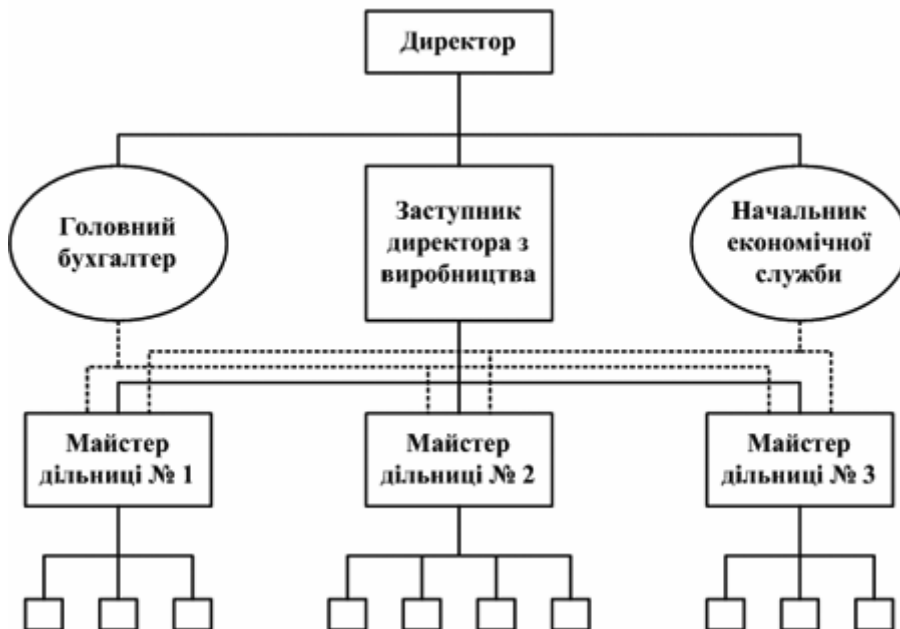 Директор
Головний
бухгалтер
Заступник
директора з
виробництва
Начальник
економічної
служби
Майстер
дільниці № 1
Майстер
дільниці № 2
Майстер
дільниці № 3